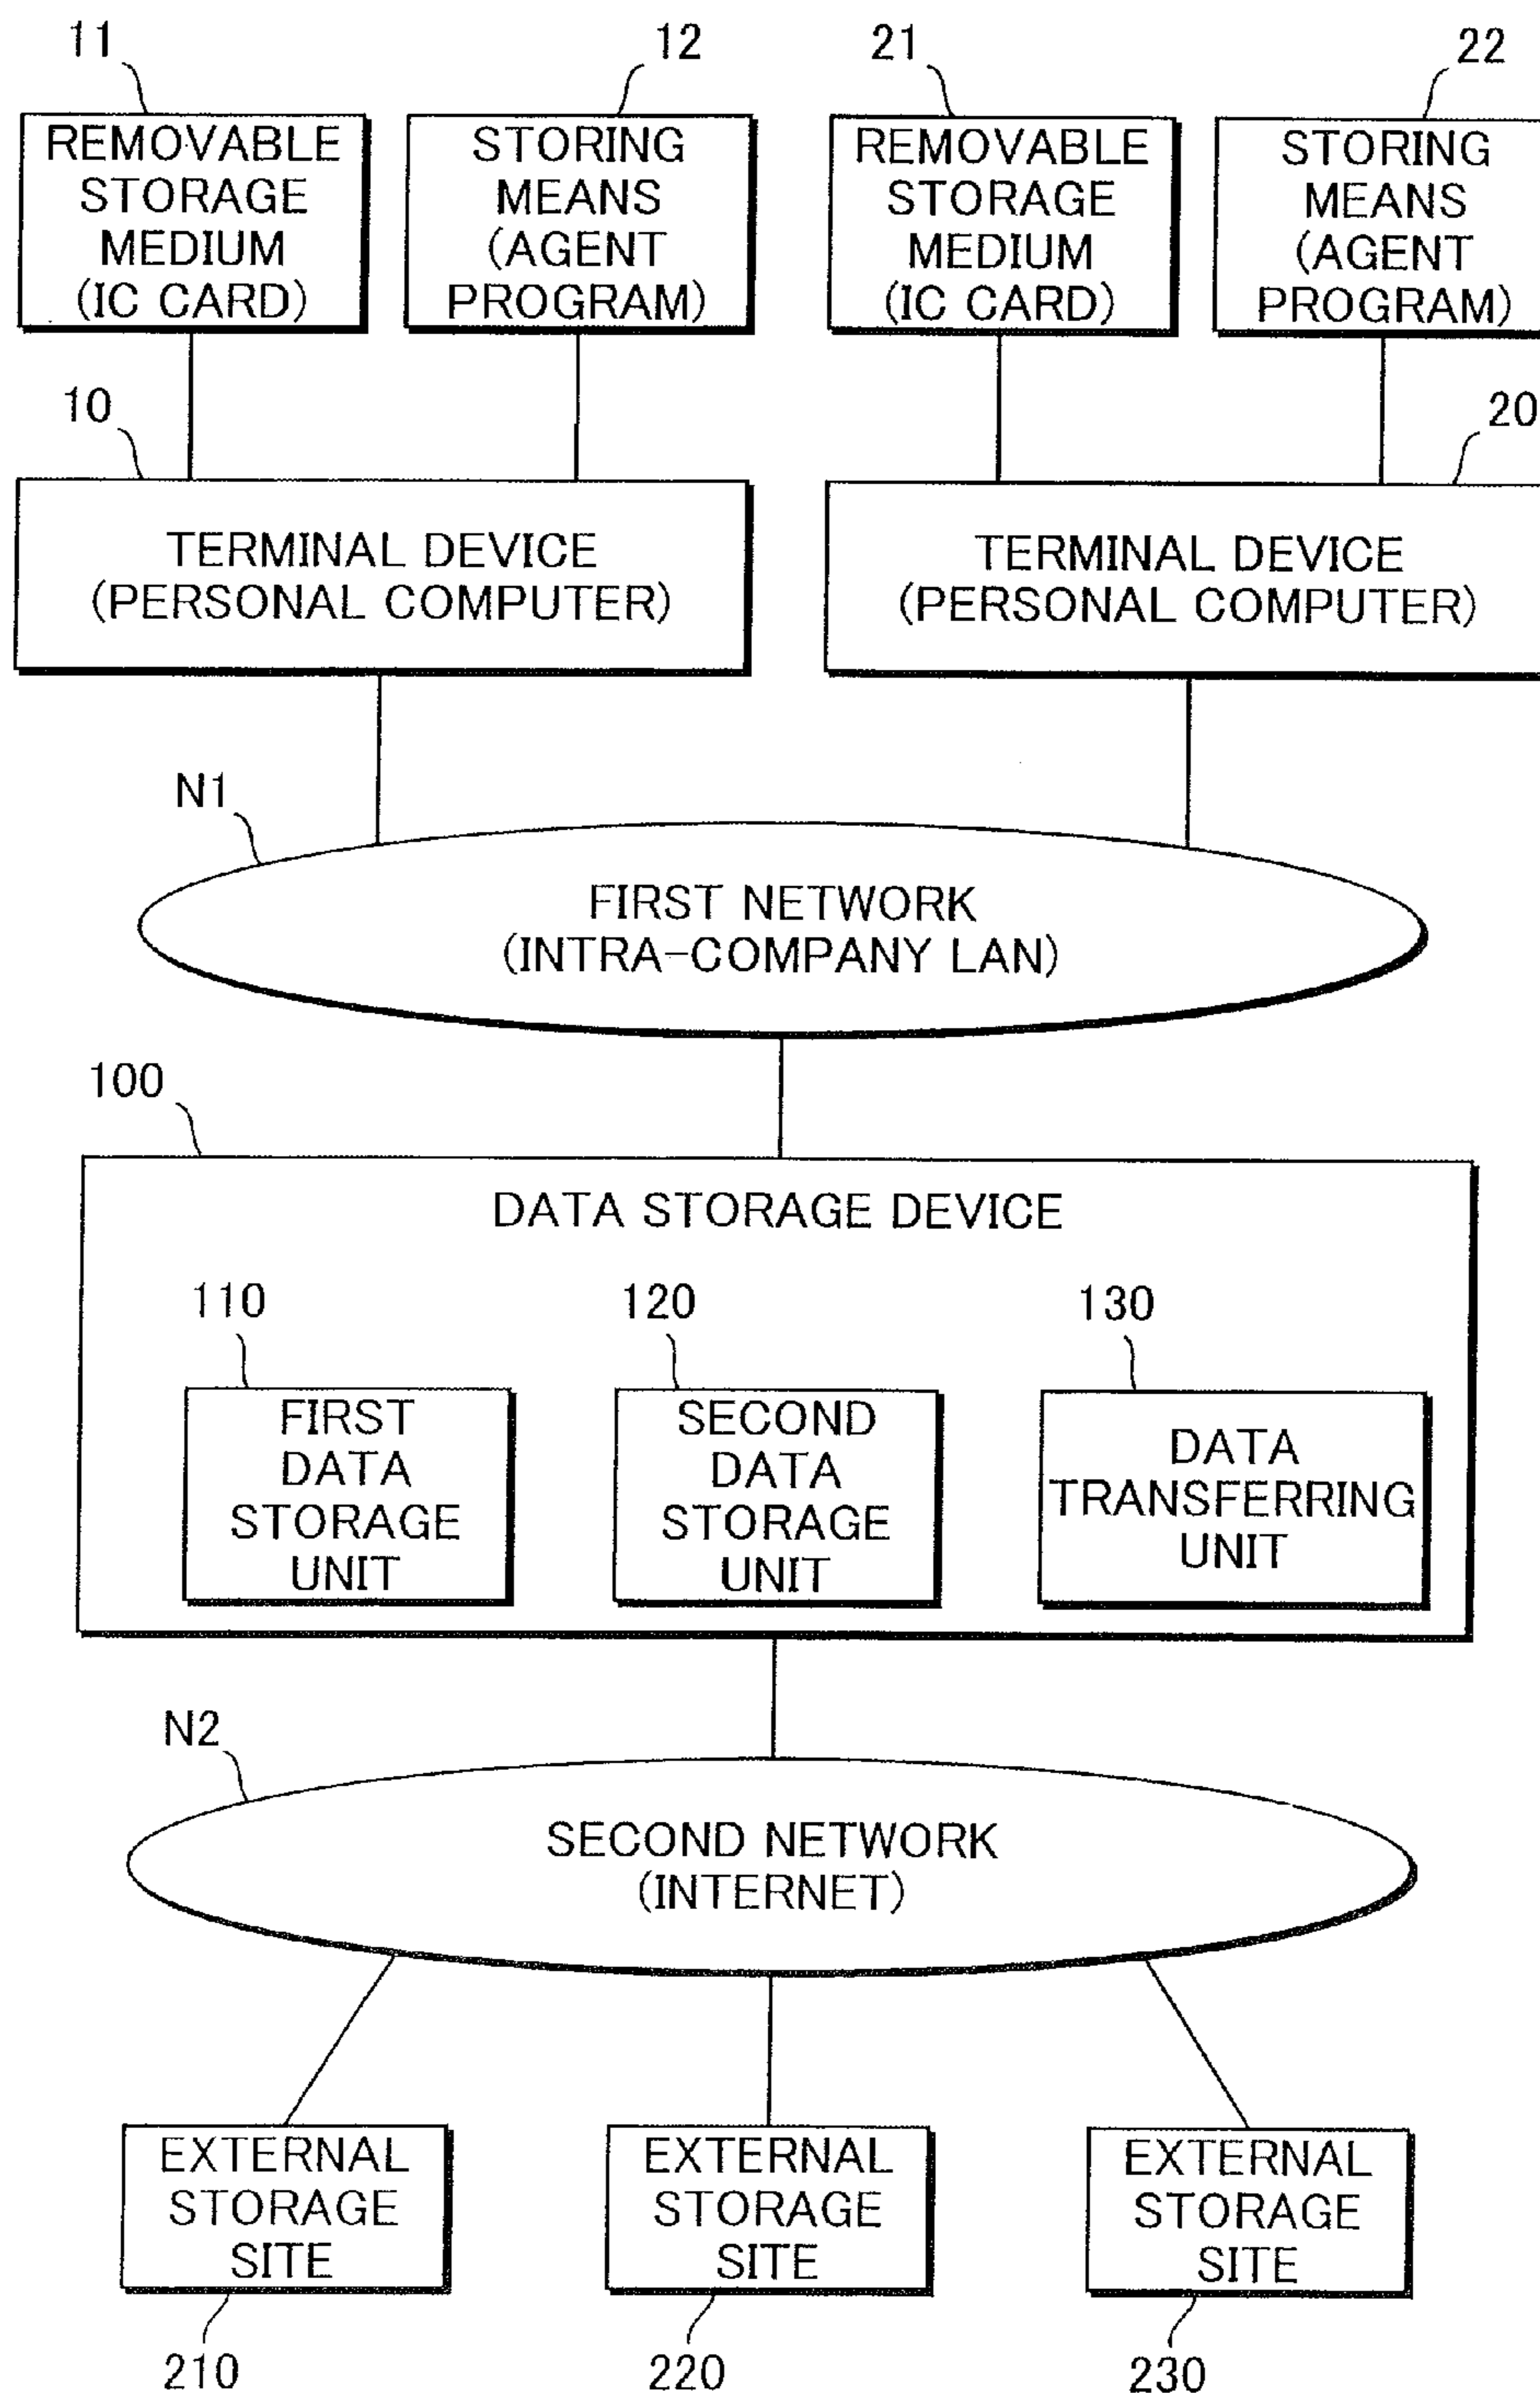 11
12
21
22
REMOVABLE
STORAGE
MEDIUM
(IC CARD)
STORING
MEANS
(AGENT
PROGRAM)
REMOVABLE
STORAGE
MEDIUM
(IC CARD)
STORING
MEANS
(AGENT
PROGRAM)
10
20
TERMINAL DEVICE
(PERSONAL COMPUTER)
TERMINAL DEVICE
(PERSONAL COMPUTER)
N1
FIRST NETWORK
(INTRA-COMPANY LAN)
100
DATA STORAGE DEVICE
110
120
130
FIRST
DATA
STORAGE
UNIT
SECOND
DATA
STORAGE
UNIT
DATA
TRANSFERRING
UNIT
N2
SECOND NETWORK
(INTERNET)
EXTERNAL
STORAGE
SITE
EXTERNAL
STORAGE
SITE
EXTERNAL
STORAGE
SITE
210
220
230